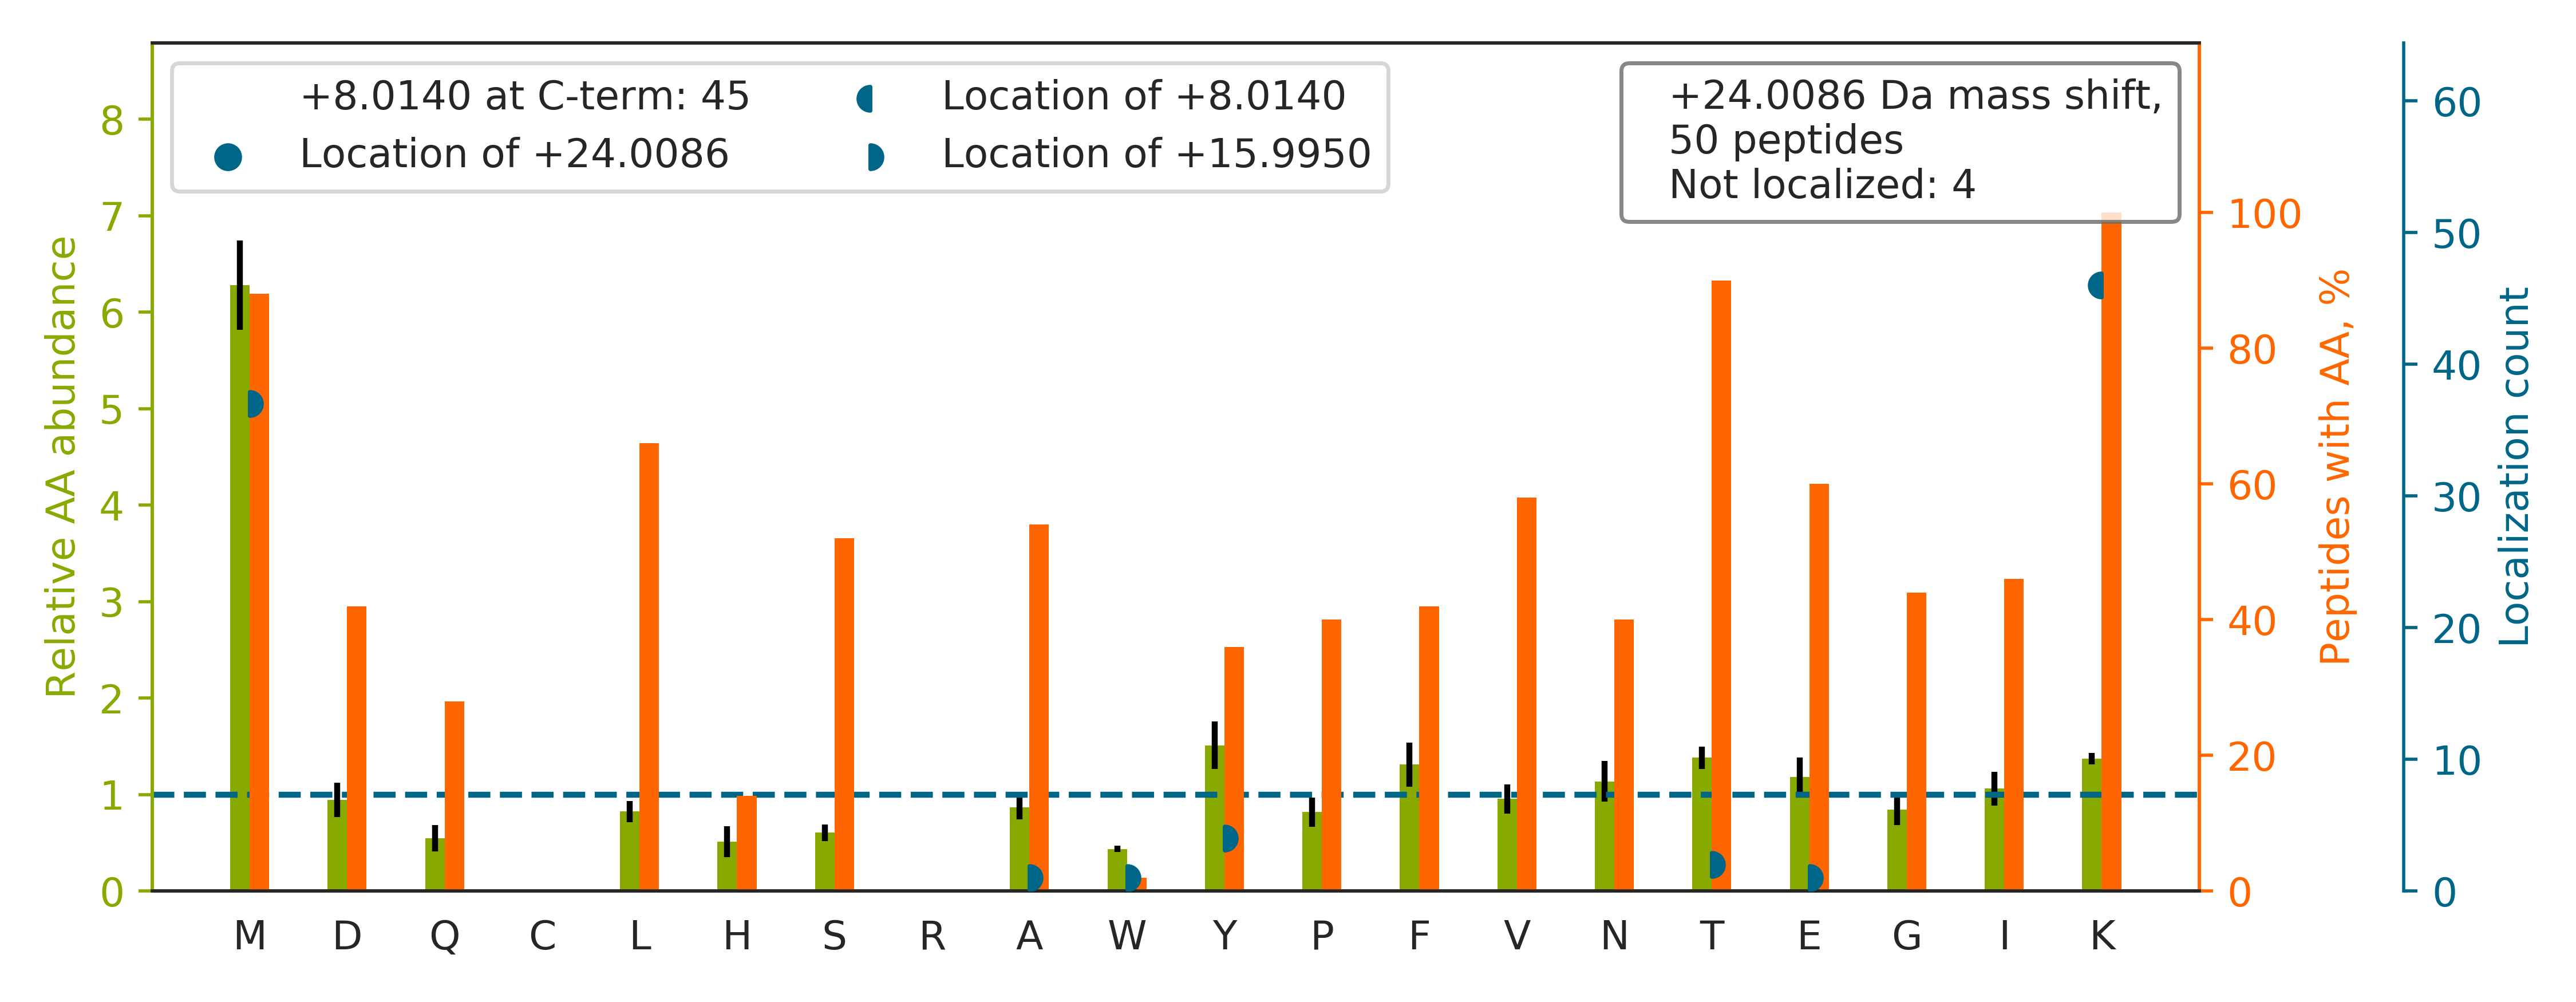 +8.0140 at C-term: 45
Location of +24.0086
Location of +8.0140
Location of +15.9950
+24.0086 Da mass shift,
50 peptides
Not localized: 4
Relative AA abundance
8
7
6
5
4
3
2
1
0
100
80
60
40
20
0
Peptides with AA, %
60
50
40
30
20
10
0
Localization count
M D Q C L H S R A W Y P F V N T E G I K